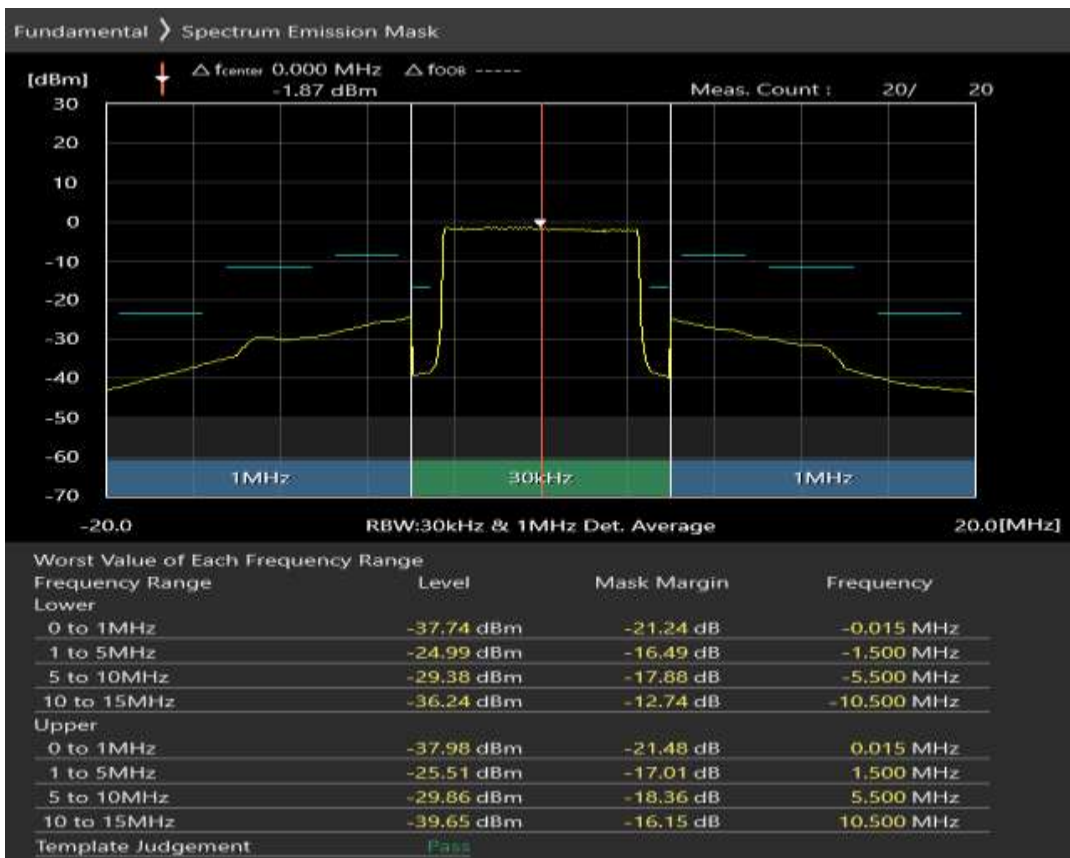 Fundamental ❯ Spectrum Emission Mask
[dBm] △ fcenter 0.000 MHz △ fOOB -----
-1.87 dBm Meas. Count : 20/ 20
30
20
10
0
-10
-20
-30
-40
-50
-60
1MHz 30kHz 1MHz
-70
-20.0 RBW:30kHz & 1MHz Det. Average 20.0[MHz]
Worst Value of Each Frequency Range
Frequency Range Level Mask Margin Frequency
Lower
0 to 1MHz -37.74 dBm -21.24 dB -0.015 MHz
1 to 5MHz -24.99 dBm -16.49 dB -1.500 MHz
5 to 10MHz -29.38 dBm -17.88 dB -5.500 MHz
10 to 15MHz -36.24 dBm -12.74 dB -10.500 MHz
Upper
0 to 1MHz -37.98 dBm -21.48 dB 0.015 MHz
1 to 5MHz -25.51 dBm -17.01 dB 1.500 MHz
5 to 10MHz -29.86 dBm -18.36 dB 5.500 MHz
10 to 15MHz -39.65 dBm -16.15 dB 10.500 MHz
Template Judgement Pass